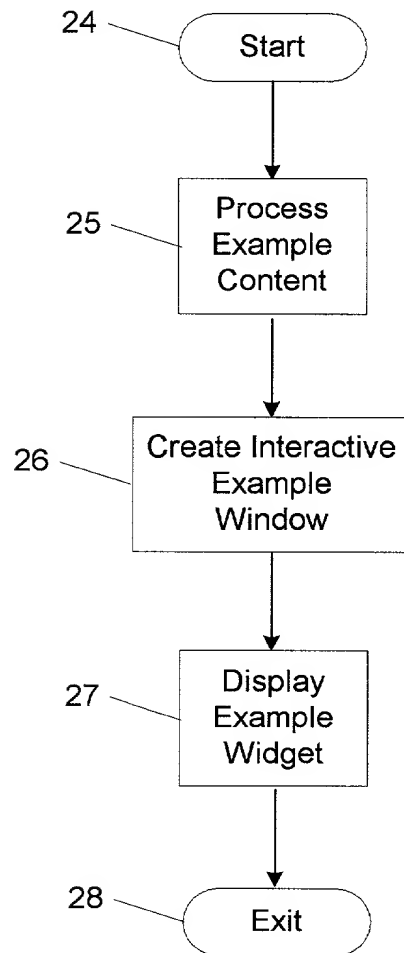 24
Start
25
Process
Example
Content
26
Create Interactive
Example
Window
27
Display
Example
Widget
28
Exit